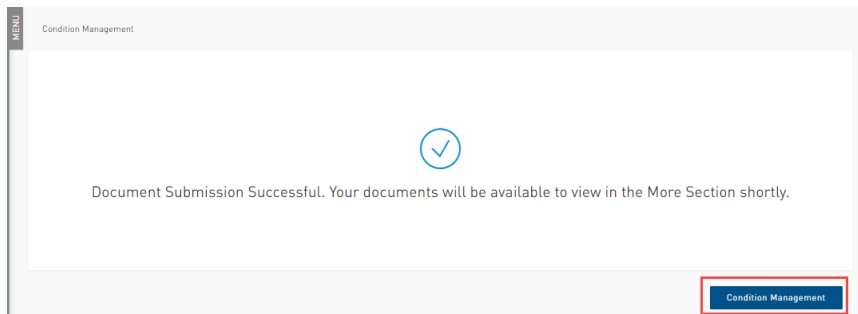 MENU
Condition Management
Document Submission Successful. Your documents will be available to view in the More Section shortly.
Condition Management